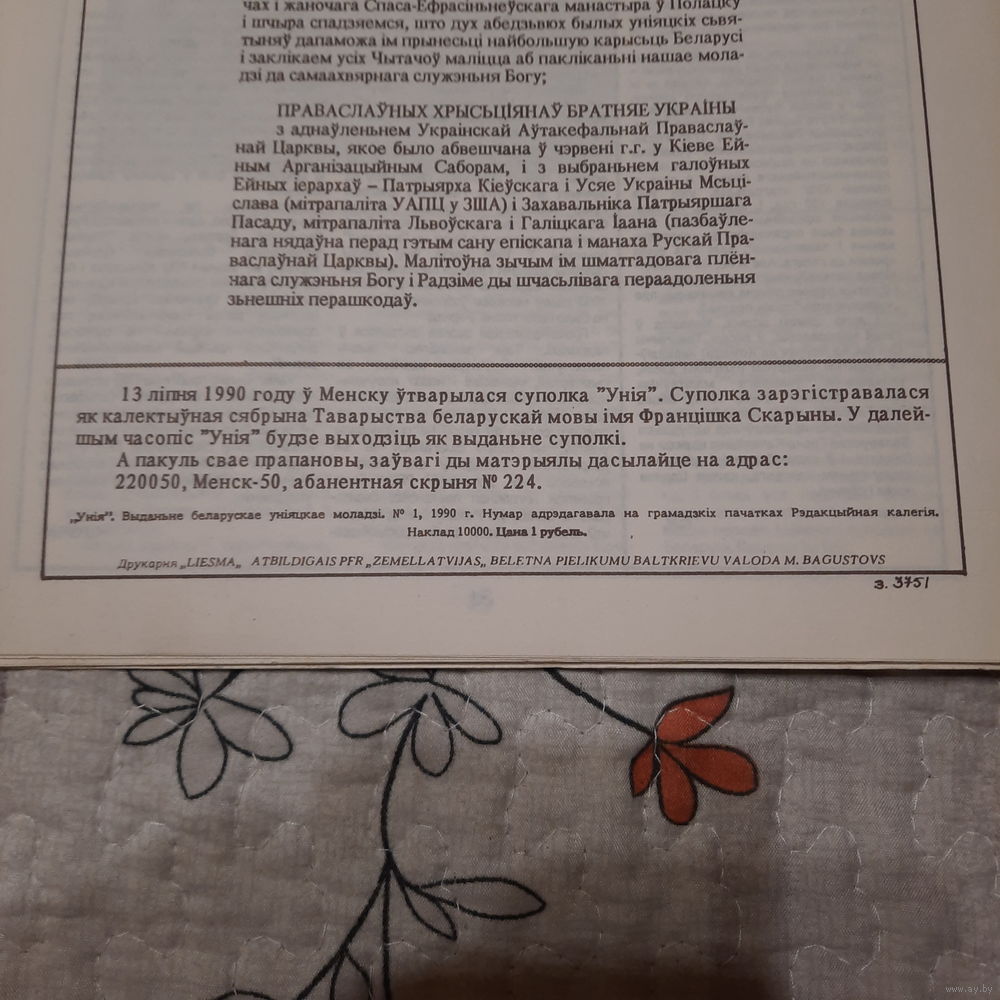 чах і жаночага Спаса-Ефрасіньнеўскага манастыра ў Полацку
і шчыра спадзяемся, што дух абедзьвюх былых уніяцкіх сьвя-
тыняў дапаможа ім прынесьці найбольшую карысьць Беларусі
і заклікаем усіх Чытачоў маліцца аб пакліканьні нашае мола-
дзі да самаахвярнага служэньня Богу;
ПРАВАСЛАЎНЫХ ХРЫСЬЦІЯНАЎ БРАТНЯЕ УКРАІНЫ
з аднаўленьнем Украінскай Аўтакефальнай Праваслаў-
най Царквы, якое было абвешчана ў чэрвені г.г. у Кіеве Ей-
ным Арганізацыйным Саборам, і з выбраньнем галоўных
Ейных іерархаў – Патрыярха Кіеўскага і Усяе Украіны Мсьці-
слава (мітрапаліта УАПЦ у ЗША) і Захавальніка Патрыяршага
Пасаду, мітрапаліта Львоўскага і Галіцкага Іаана (пазбаўле-
нага нядаўна перад гэтым сану епіскапа і манаха Рускай Пра-
васлаўнай Царквы). Малітоўна зычым ім шматгадовага плён-
нага служэньня Богу і Радзіме ды шчасьлівага пераадоленьня
зьнешніх перашкодаў.
13 ліпня 1990 году ў Менску ўтварылася суполка "Унія". Суполка зарэгістравалася
як калектыўная сябрына Таварыства беларускай мовы імя Францішка Скарыны. У далей-
шым часопіс "Унія" будзе выходзіць як выданьне суполкі.
А пакуль свае прапановы, заўвагі ды матэрыялы дасылайце на адрас:
220050, Менск-50, абанентная скрыня № 224.
„Унія". Выданьне беларускае уніяцкае моладзі. № 1, 1990 г. Нумар адрэдагавала на грамадзкіх пачатках Рэдакцыйная калегія.
Наклад 10000. Цана 1 рубель.
Друкарня „LIESMA„ ATBILDIGAIS PFR „ZEMELLATVIJAS„ BELETNA PIELIKUMU BALTKRIEVU VALODA M. BAGUSTOVS
з. 3751
www.ay.by